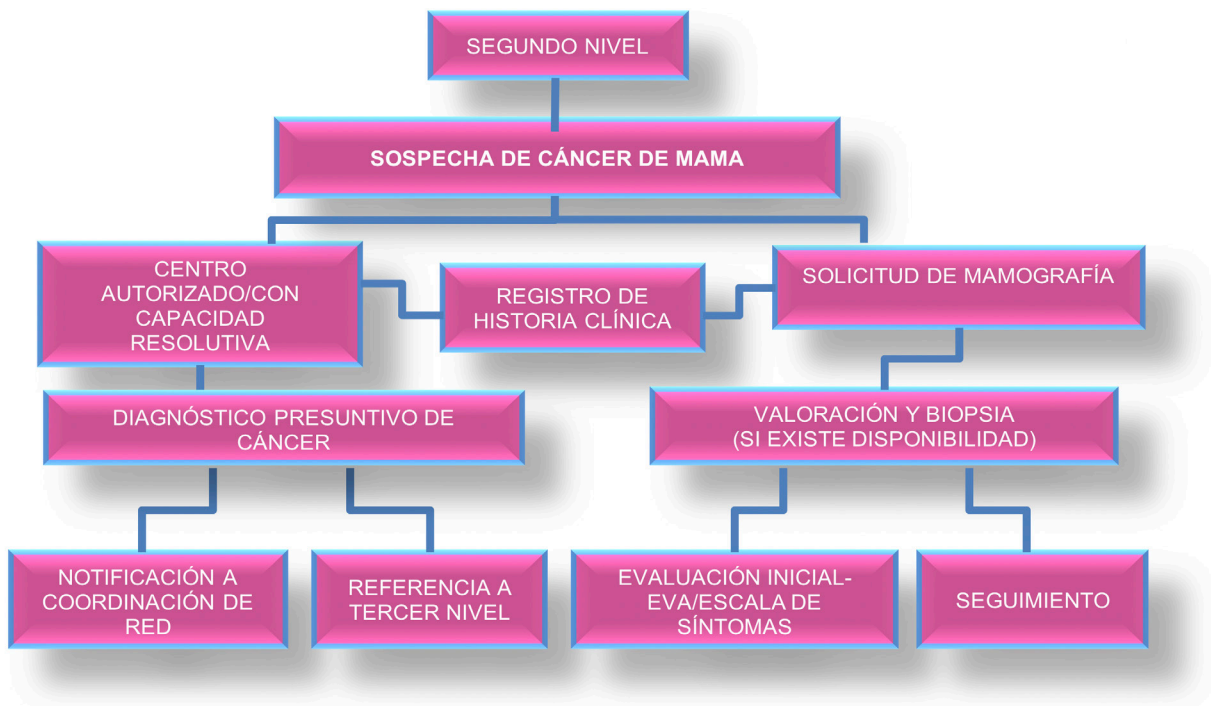 SEGUNDO NIVEL
SOSPECHA DE CÁNCER DE MAMA
CENTRO
AUTORIZADO/CON
CAPACIDAD
RESOLUTIVA
REGISTRO DE
HISTORIA CLÍNICA
SOLICITUD DE MAMOGRAFÍA
DIAGNÓSTICO PRESUNTIVO DE
CÁNCER
VALORACIÓN Y BIOPSIA
(SI EXISTE DISPONIBILIDAD)
NOTIFICACIÓN A
COORDINACIÓN DE
RED
REFERENCIA A
TERCER NIVEL
EVALUACIÓN INICIAL-
EVA/ESCALA DE
SÍNTOMAS
SEGUIMIENTO